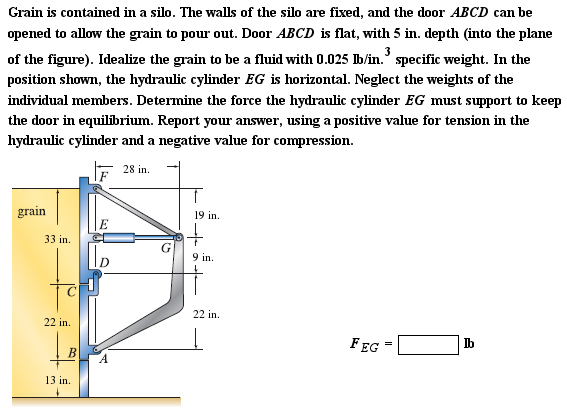 Grain is contained in a silo. The walls of the silo are fixed, and the door ABCD can be
opened to allow the grain to pour out. Door ABCD is flat, with 5 in. depth (into the plane
of the figure). Idealize the grain to be a fluid with 0.025 lb/in.³ specific weight. In the
position shown, the hydraulic cylinder EG is horizontal. Neglect the weights of the
individual members. Determine the force the hydraulic cylinder EG must support to keep
the door in equilibrium. Report your answer, using a positive value for tension in the
hydraulic cylinder and a negative value for compression.
28 in.
F
grain
19 in.
E
33 in.
G
9 in.
D
C
22 in.
22 in.
B
A
13 in.
FEG = lb